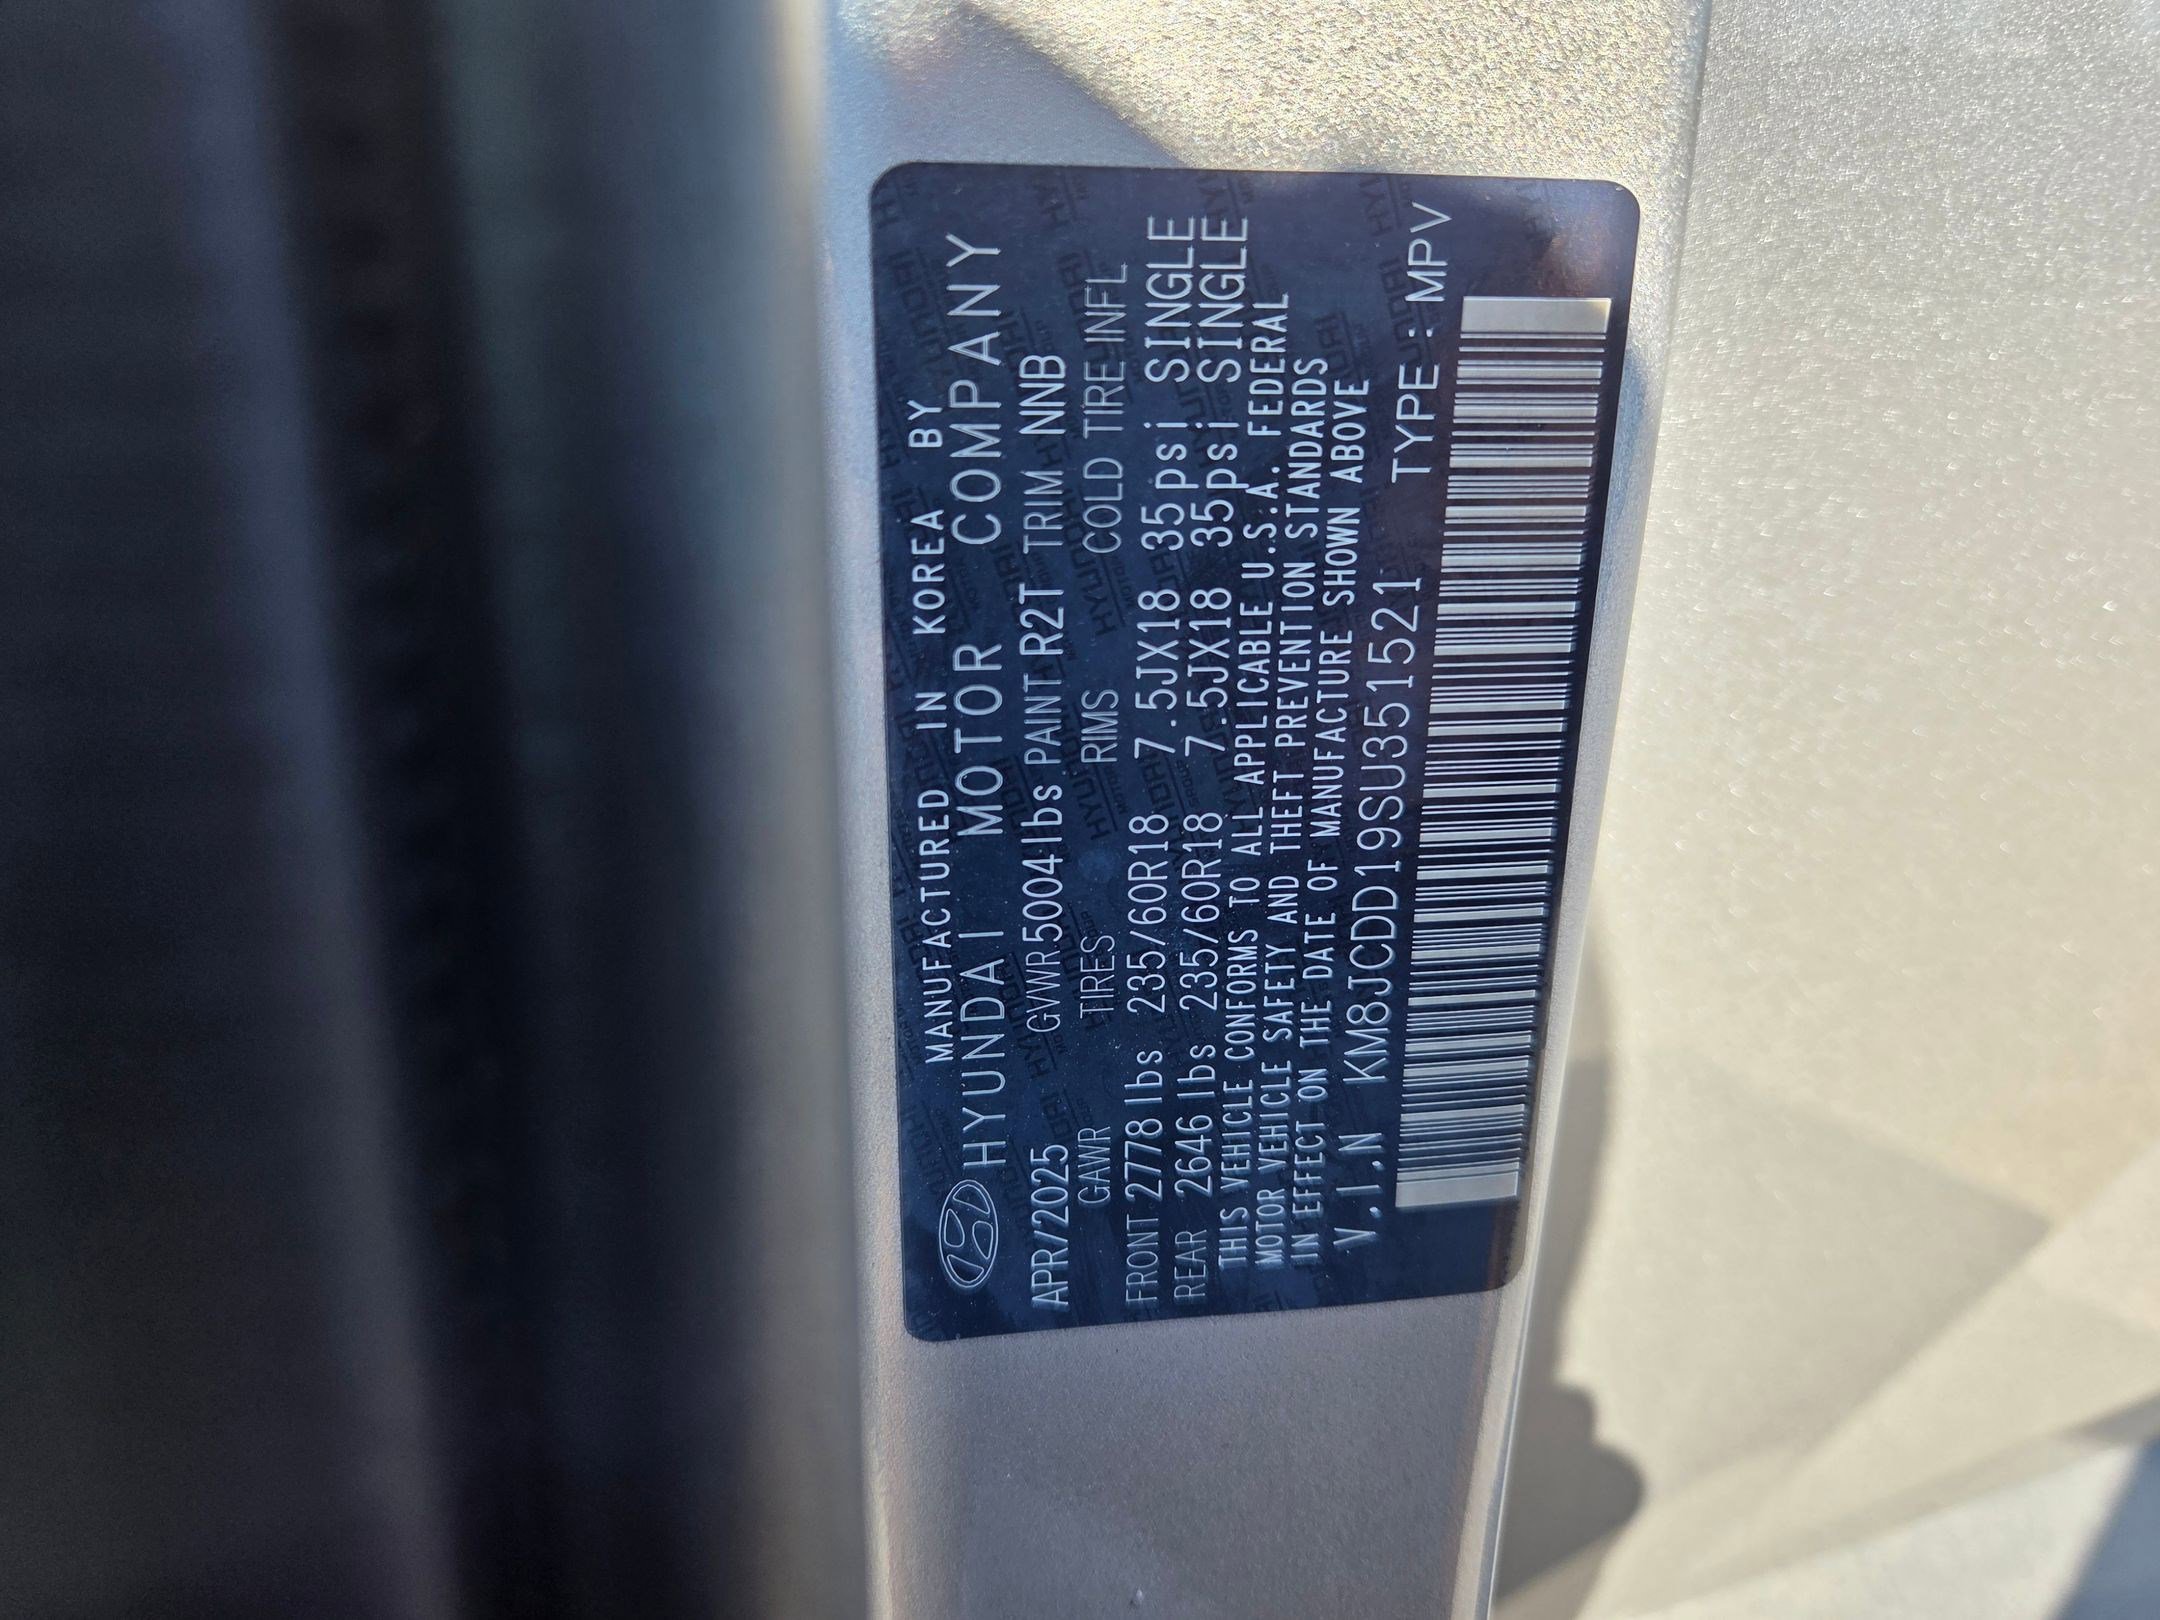 MANUFACTURED IN KOREA BY
HYUNDAI MOTOR COMPANY
APR/2025 GVWR 5004lbs PAINT R2T TRIM NNB
GAWR TIRES RIMS COLD TIRE INFL
FRONT 2778 lbs 235/60R18 7.5JX18 35psi SINGLE
REAR 2646 lbs 235/60R18 7.5JX18 35psi SINGLE
THIS VEHICLE CONFORMS TO ALL APPLICABLE U.S.A. FEDERAL
MOTOR VEHICLE SAFETY AND THEFT PREVENTION STANDARDS
IN EFFECT ON THE DATE OF MANUFACTURE SHOWN ABOVE
V.I.N KM8JCDD19SU351521 TYPE : MPV